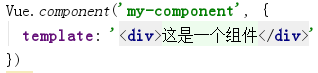 Vue.component('my-component', {
  template: '<div>这是一个组件</div>'
})